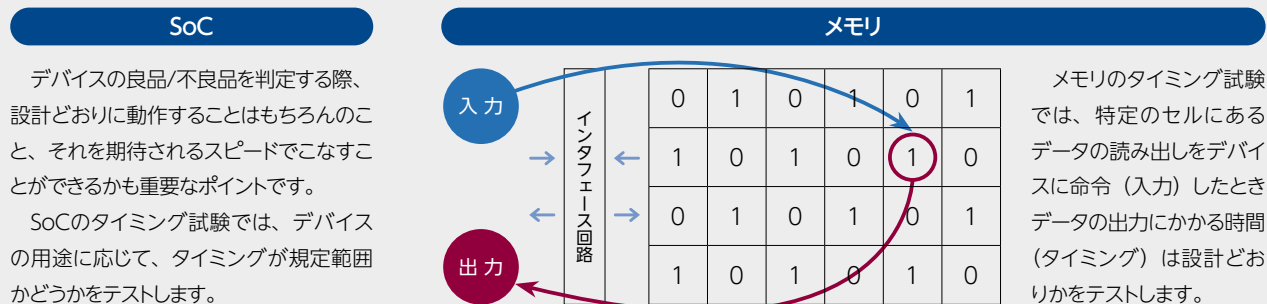 SoC
デバイスの良品/不良品を判定する際、
設計どおりに動作することはもちろんのこ
と、それを期待されるスピードでこなすこ
とができるかも重要なポイントです。
SoCのタイミング試験では、デバイス
の用途に応じて、タイミングが規定範囲
かどうかをテストします。
メモリ
入力
出力
インタフェース回路
0 1 0 1 0 1
1 0 1 0 1 0
0 1 0 1 0 1
1 0 1 0 1 0
メモリのタイミング試験
では、特定のセルにある
データの読み出しをデバイ
スに命令（入力）したとき
データの出力にかかる時間
（タイミング）は設計どお
りかをテストします。